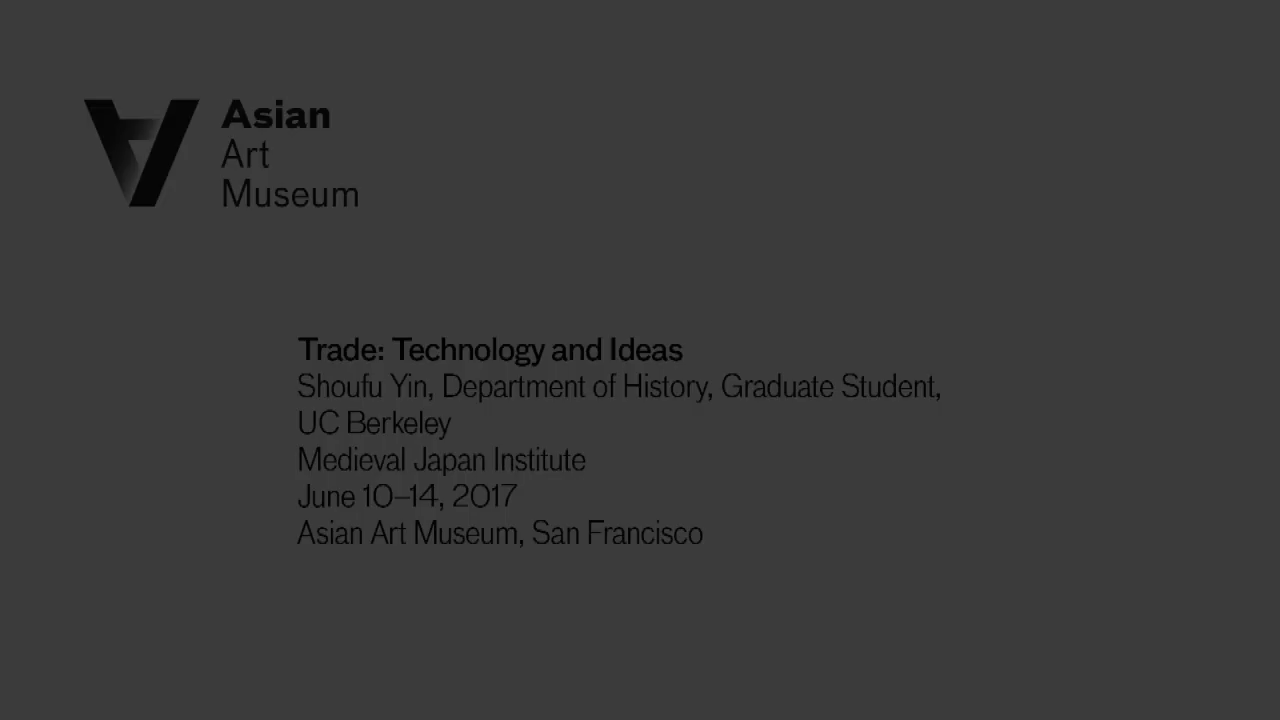 Asian
Art
Museum
Trade: Technology and Ideas
Shoufu Yin, Department of History, Graduate Student,
UC Berkeley
Medieval Japan Institute
June 10–14, 2017
Asian Art Museum, San Francisco